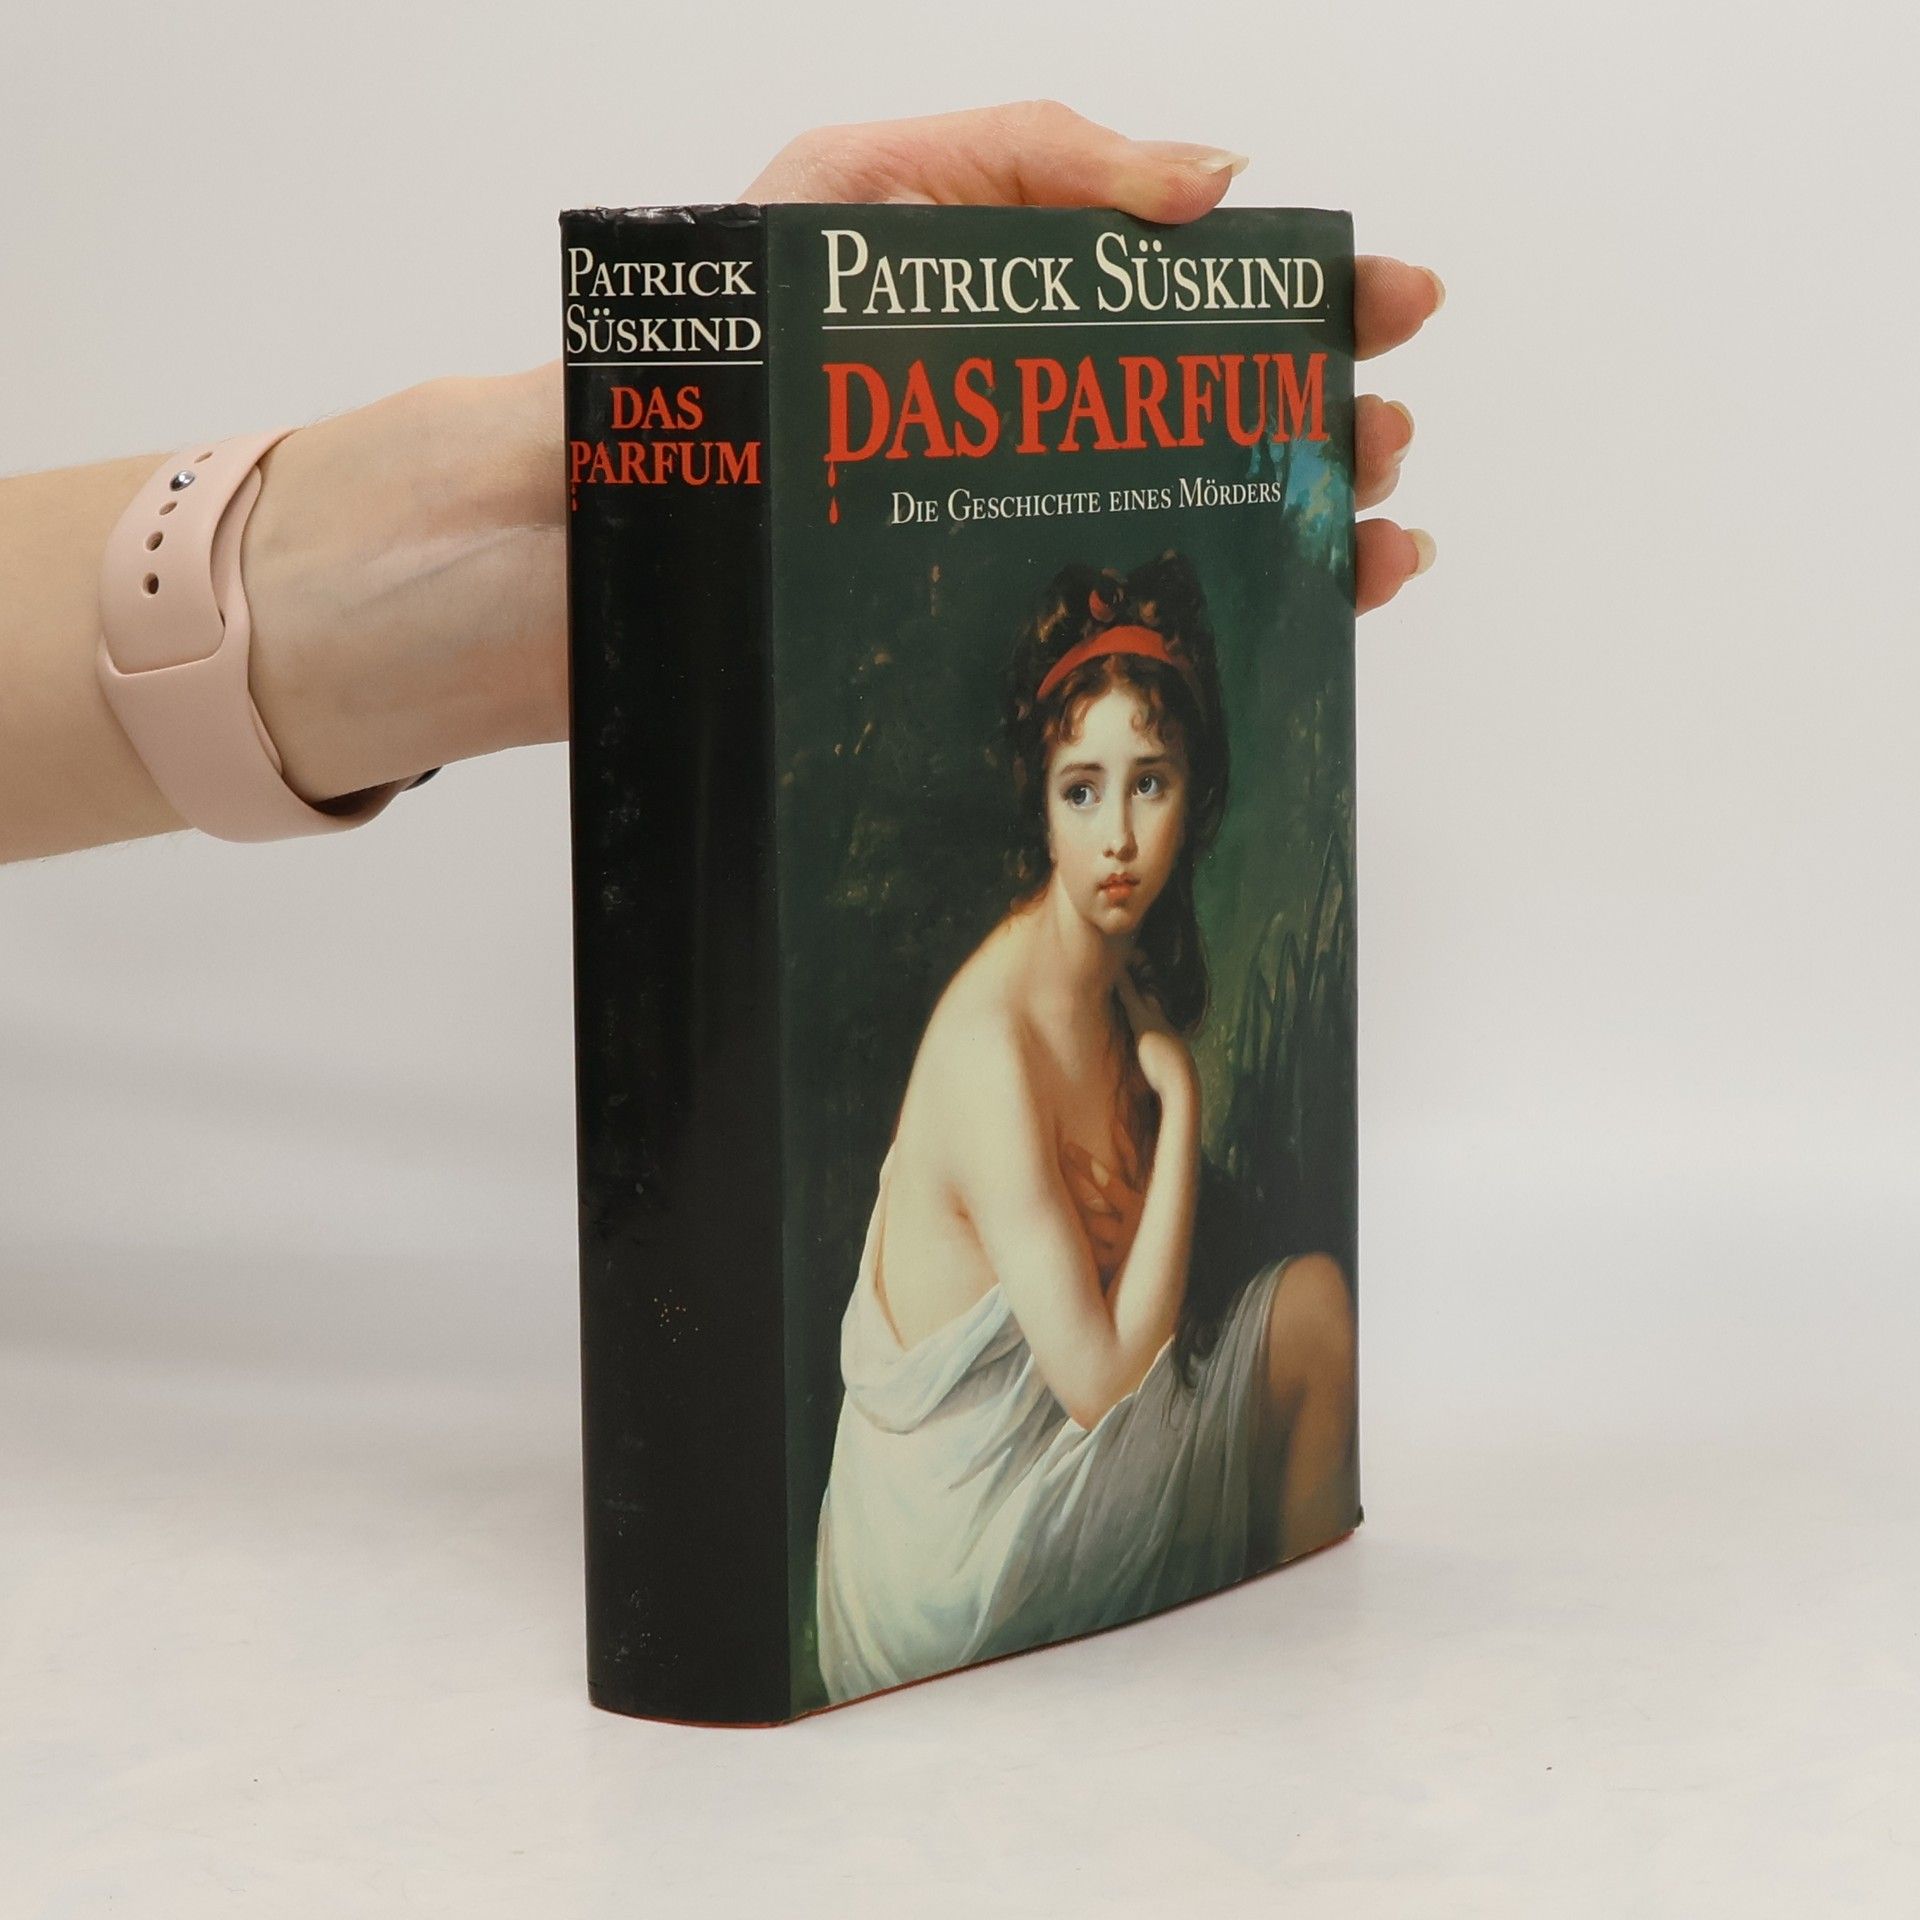 PATRICK
SÜSKIND
DAS
PARFUM
PATRICK SÜSKIND
DAS PARFUM
DIE GESCHICHTE EINES MÖRDERS